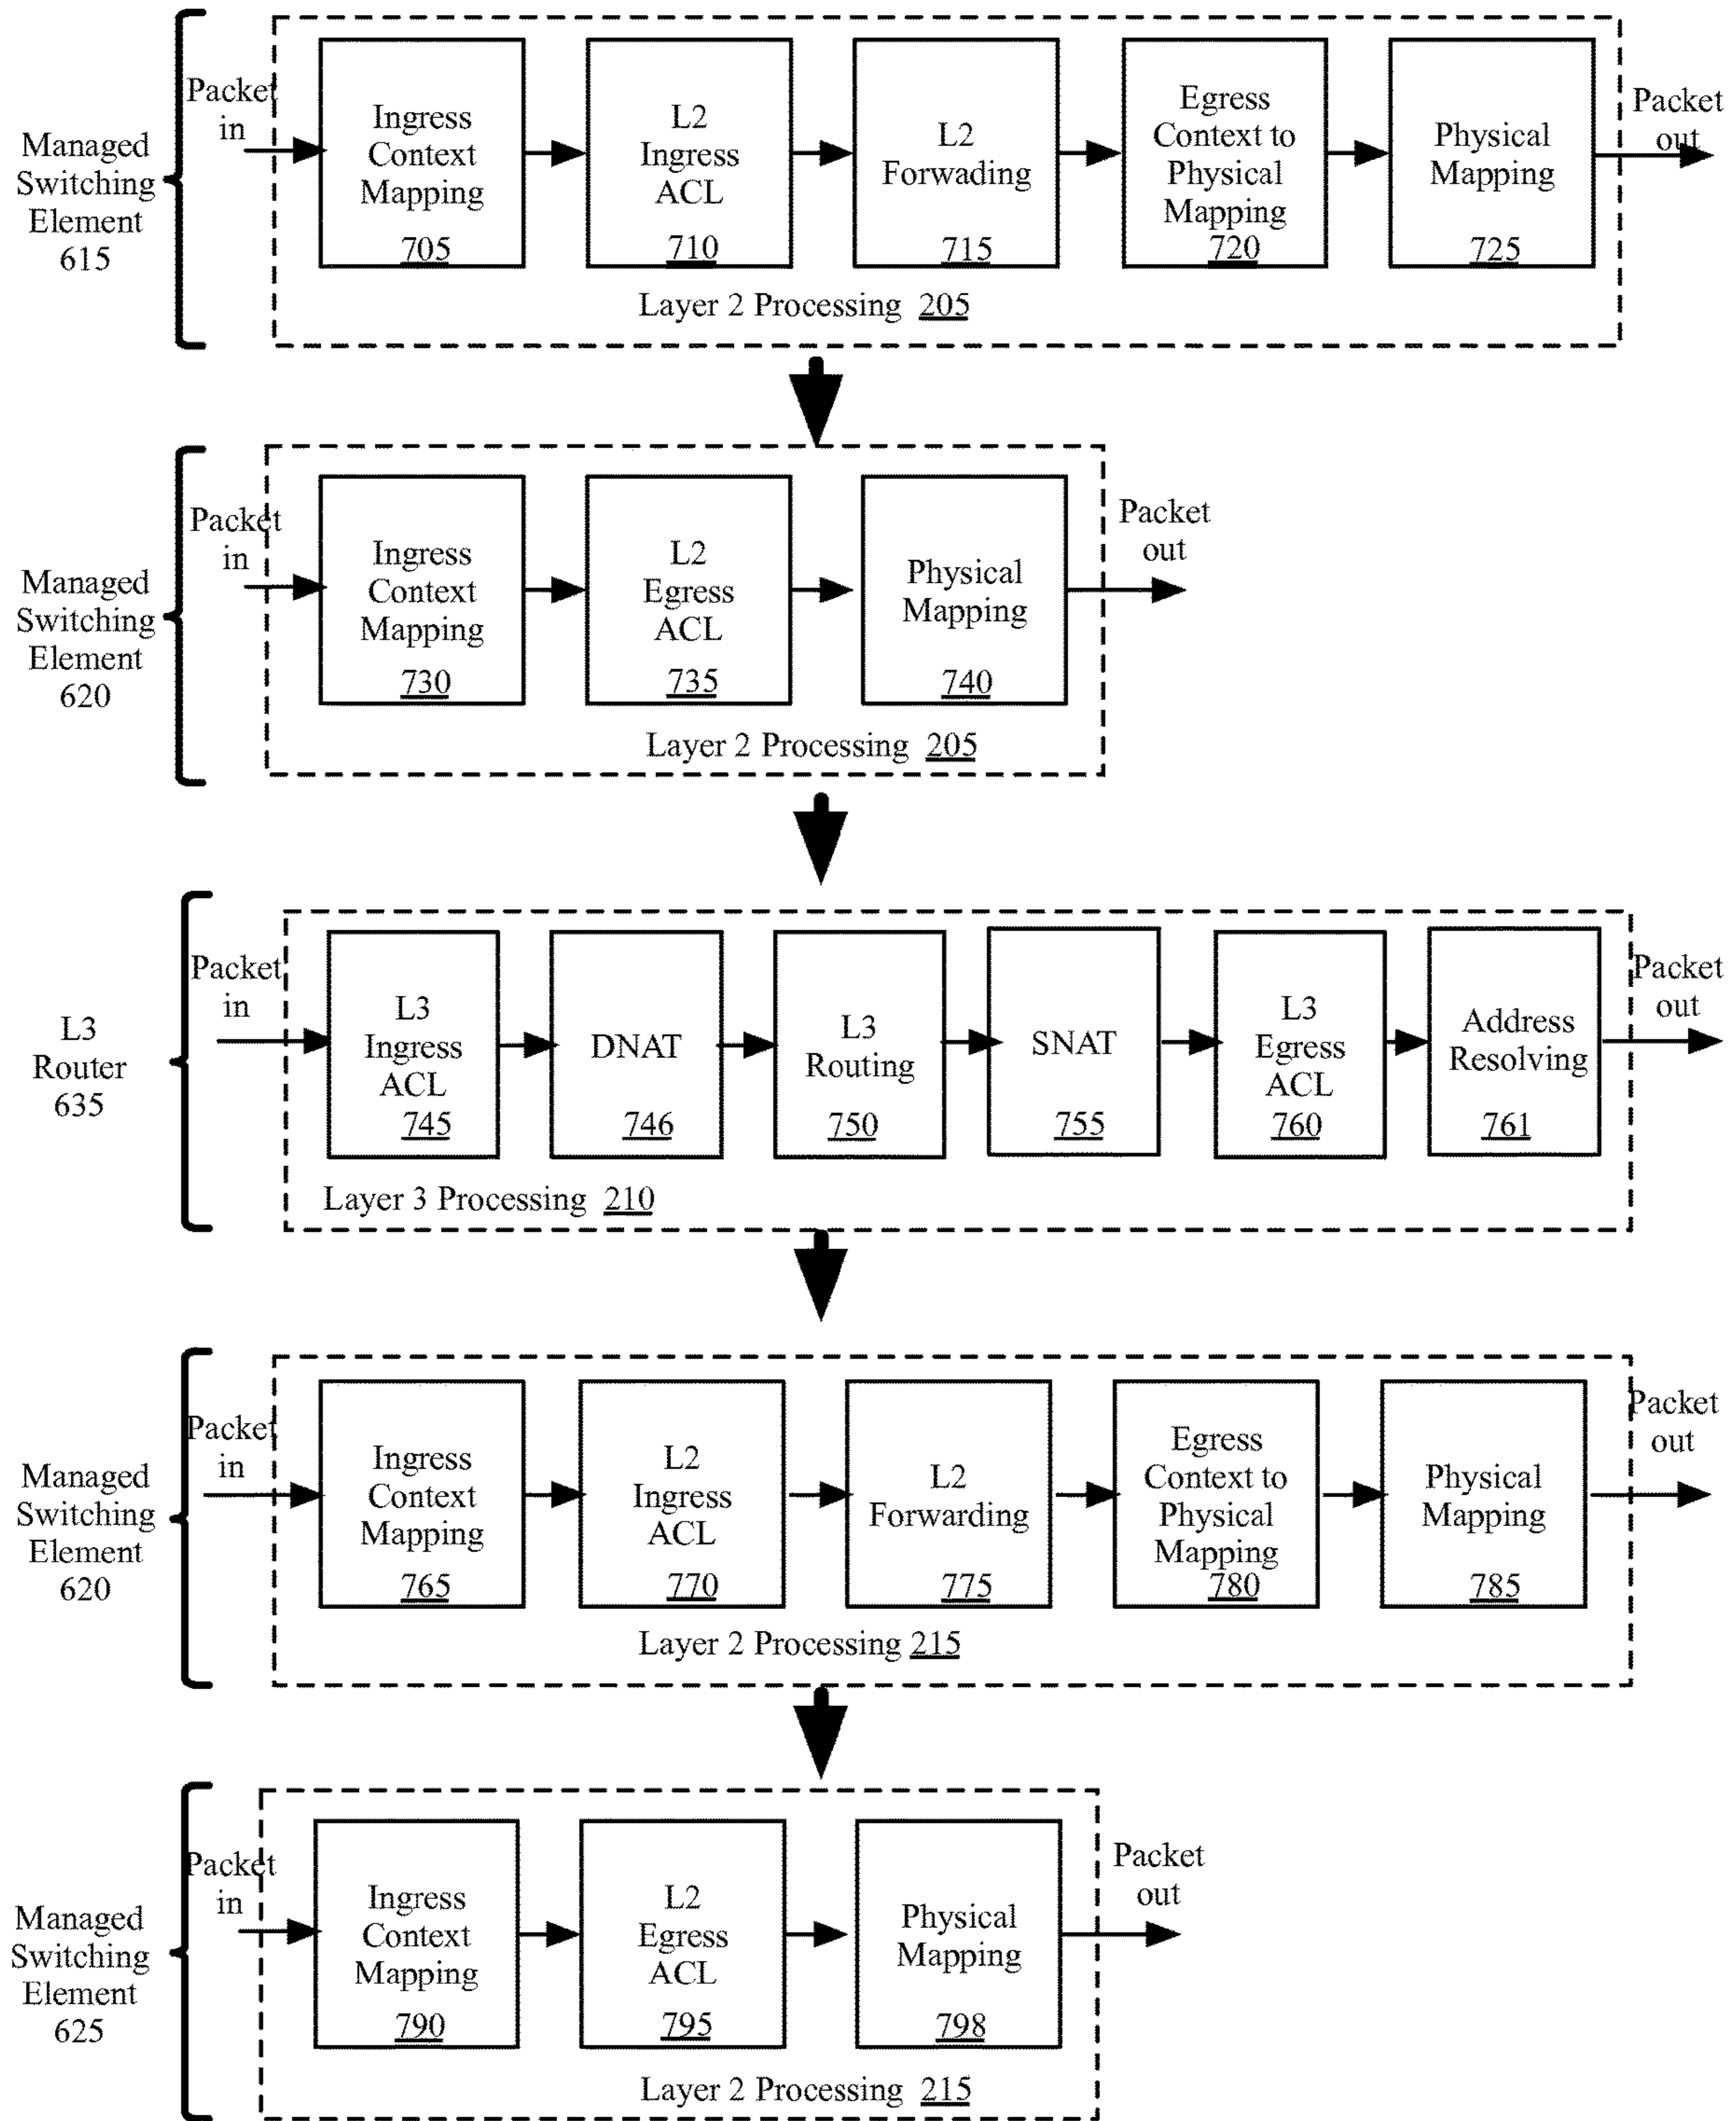 Managed
Switching
Element
615
Packet
in
Ingress
Context
Mapping
705
L2
Ingress
ACL
710
L2
Forwading
715
Egress
Context to
Physical
Mapping
720
Physical
Mapping
725
Packet
out
Layer 2 Processing 205
Managed
Switching
Element
620
Packet
in
Ingress
Context
Mapping
730
L2
Egress
ACL
735
Physical
Mapping
740
Packet
out
Layer 2 Processing 205
L3
Router
635
Packet
in
L3
Ingress
ACL
745
DNAT
746
L3
Routing
750
SNAT
755
L3
Egress
ACL
760
Address
Resolving
761
Packet
out
Layer 3 Processing 210
Managed
Switching
Element
620
Packet
in
Ingress
Context
Mapping
765
L2
Ingress
ACL
770
L2
Forwarding
775
Egress
Context to
Physical
Mapping
780
Physical
Mapping
785
Packet
out
Layer 2 Processing 215
Managed
Switching
Element
625
Packet
in
Ingress
Context
Mapping
790
L2
Egress
ACL
795
Physical
Mapping
798
Packet
out
Layer 2 Processing 215